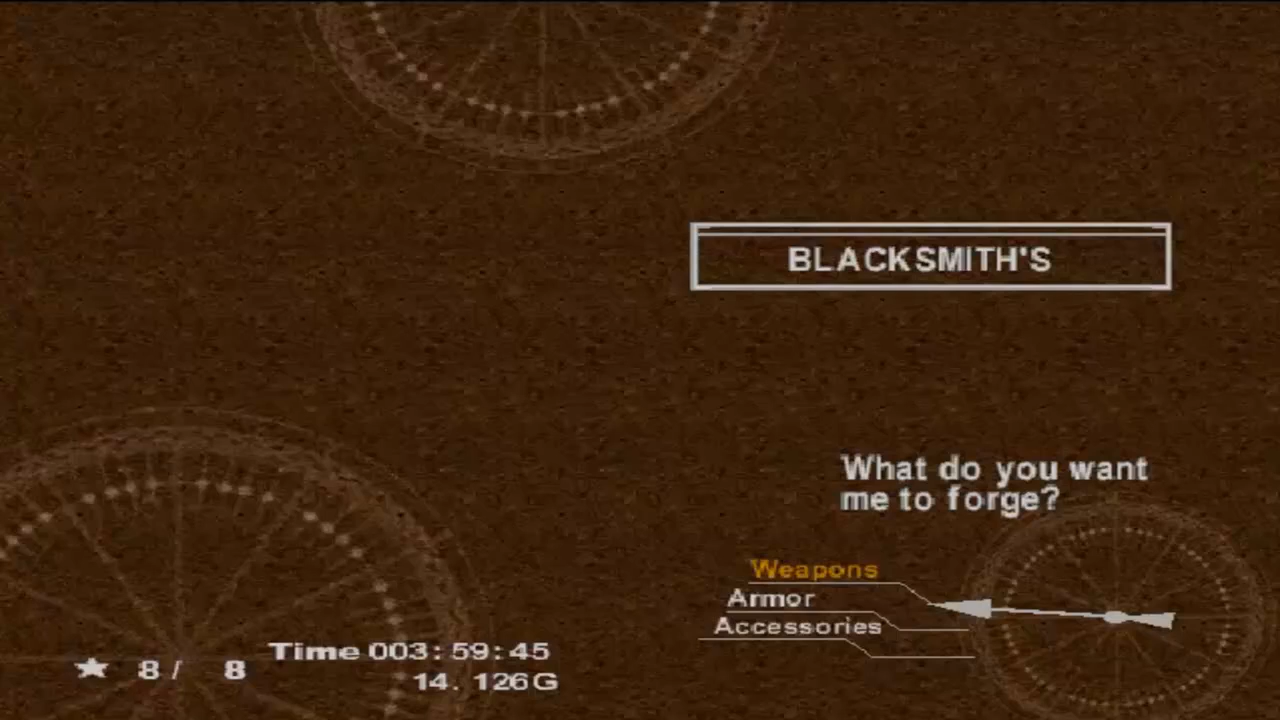 BLACKSMITH'S
What do you want
me to forge?
Weapons
Armor
Accessories
Time 003:59:45
8/ 8
14. 126G